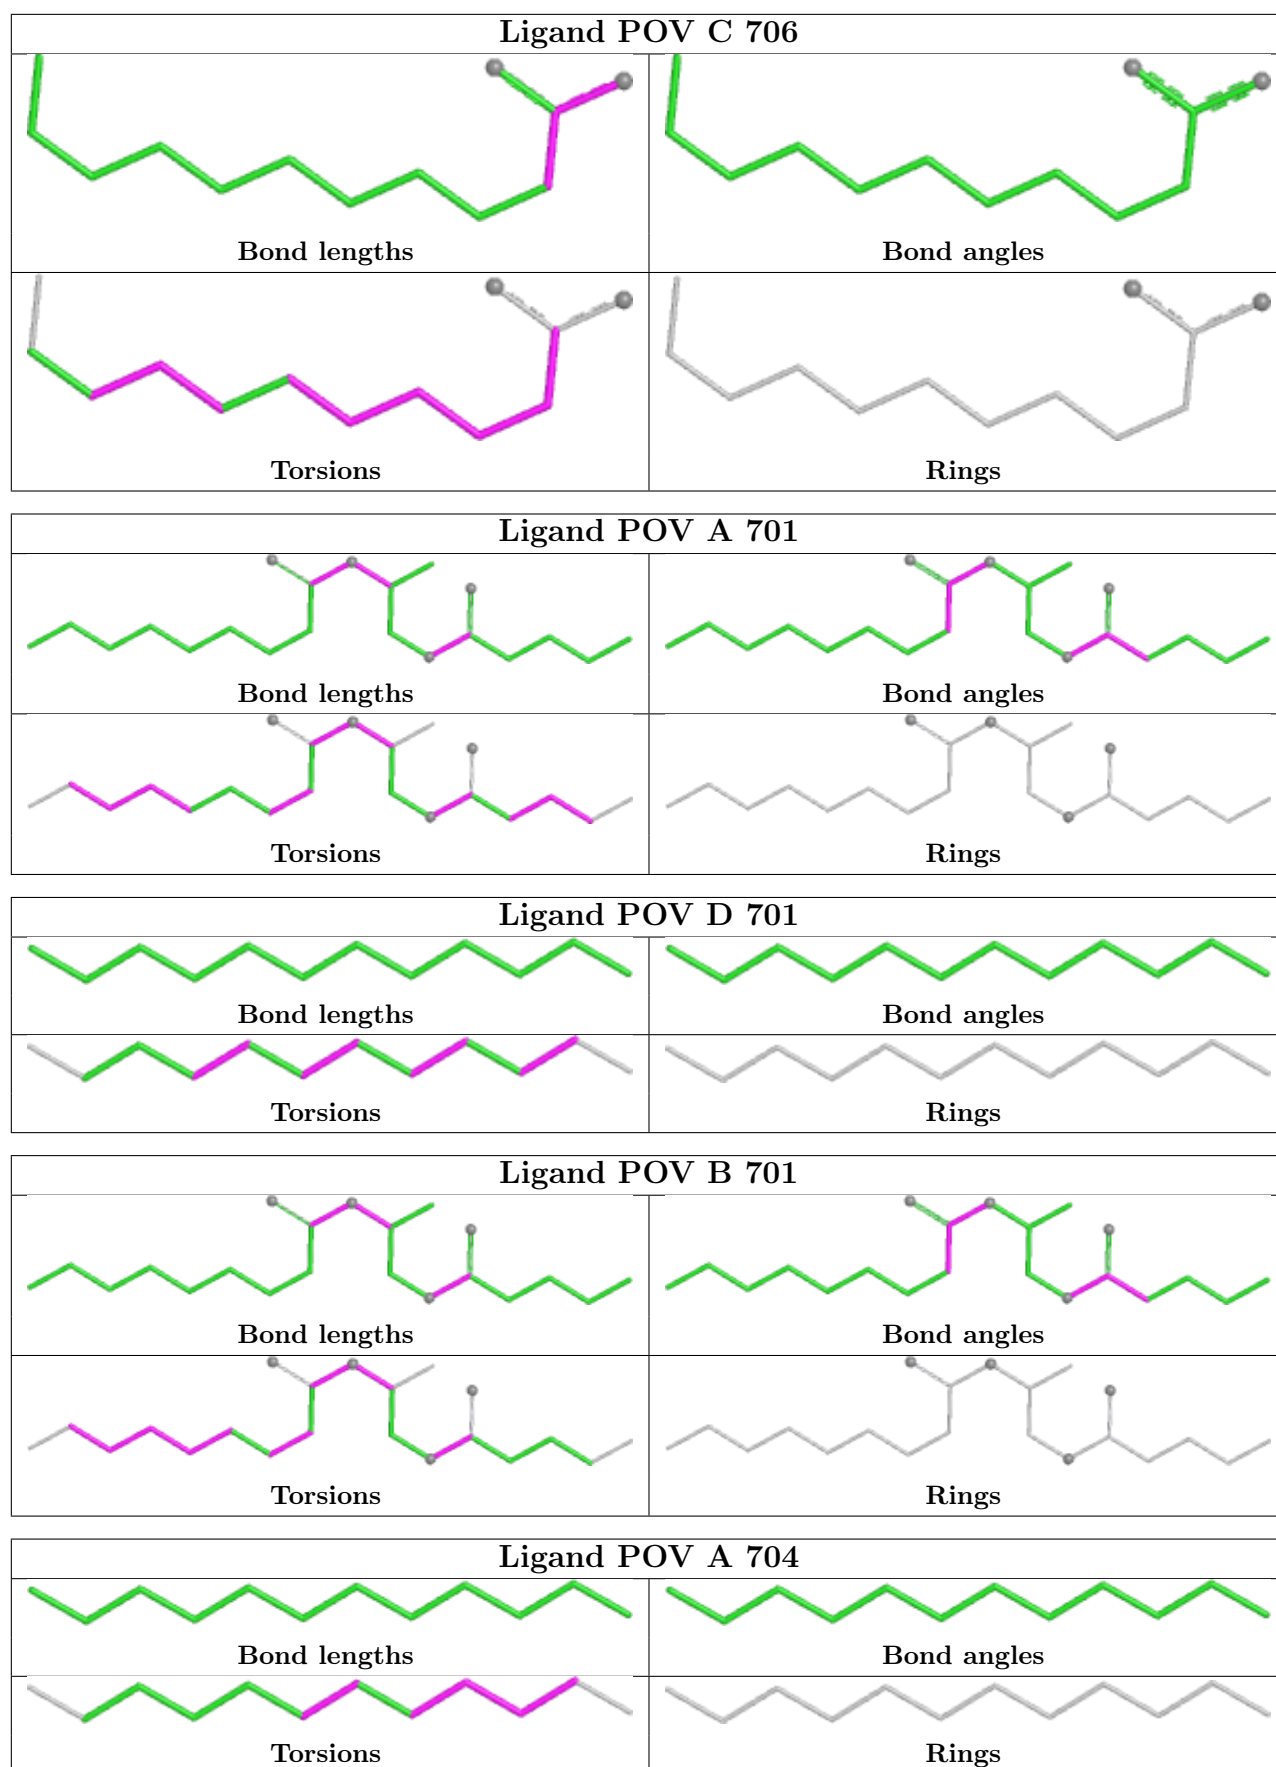 Ligand POV C 706
Bond lengths
Bond angles
Torsions
Rings
Ligand POV A 701
Bond lengths
Bond angles
Torsions
Rings
Ligand POV D 701
Bond lengths
Bond angles
Torsions
Rings
Ligand POV B 701
Bond lengths
Bond angles
Torsions
Rings
Ligand POV A 704
Bond lengths
Bond angles
Torsions
Rings